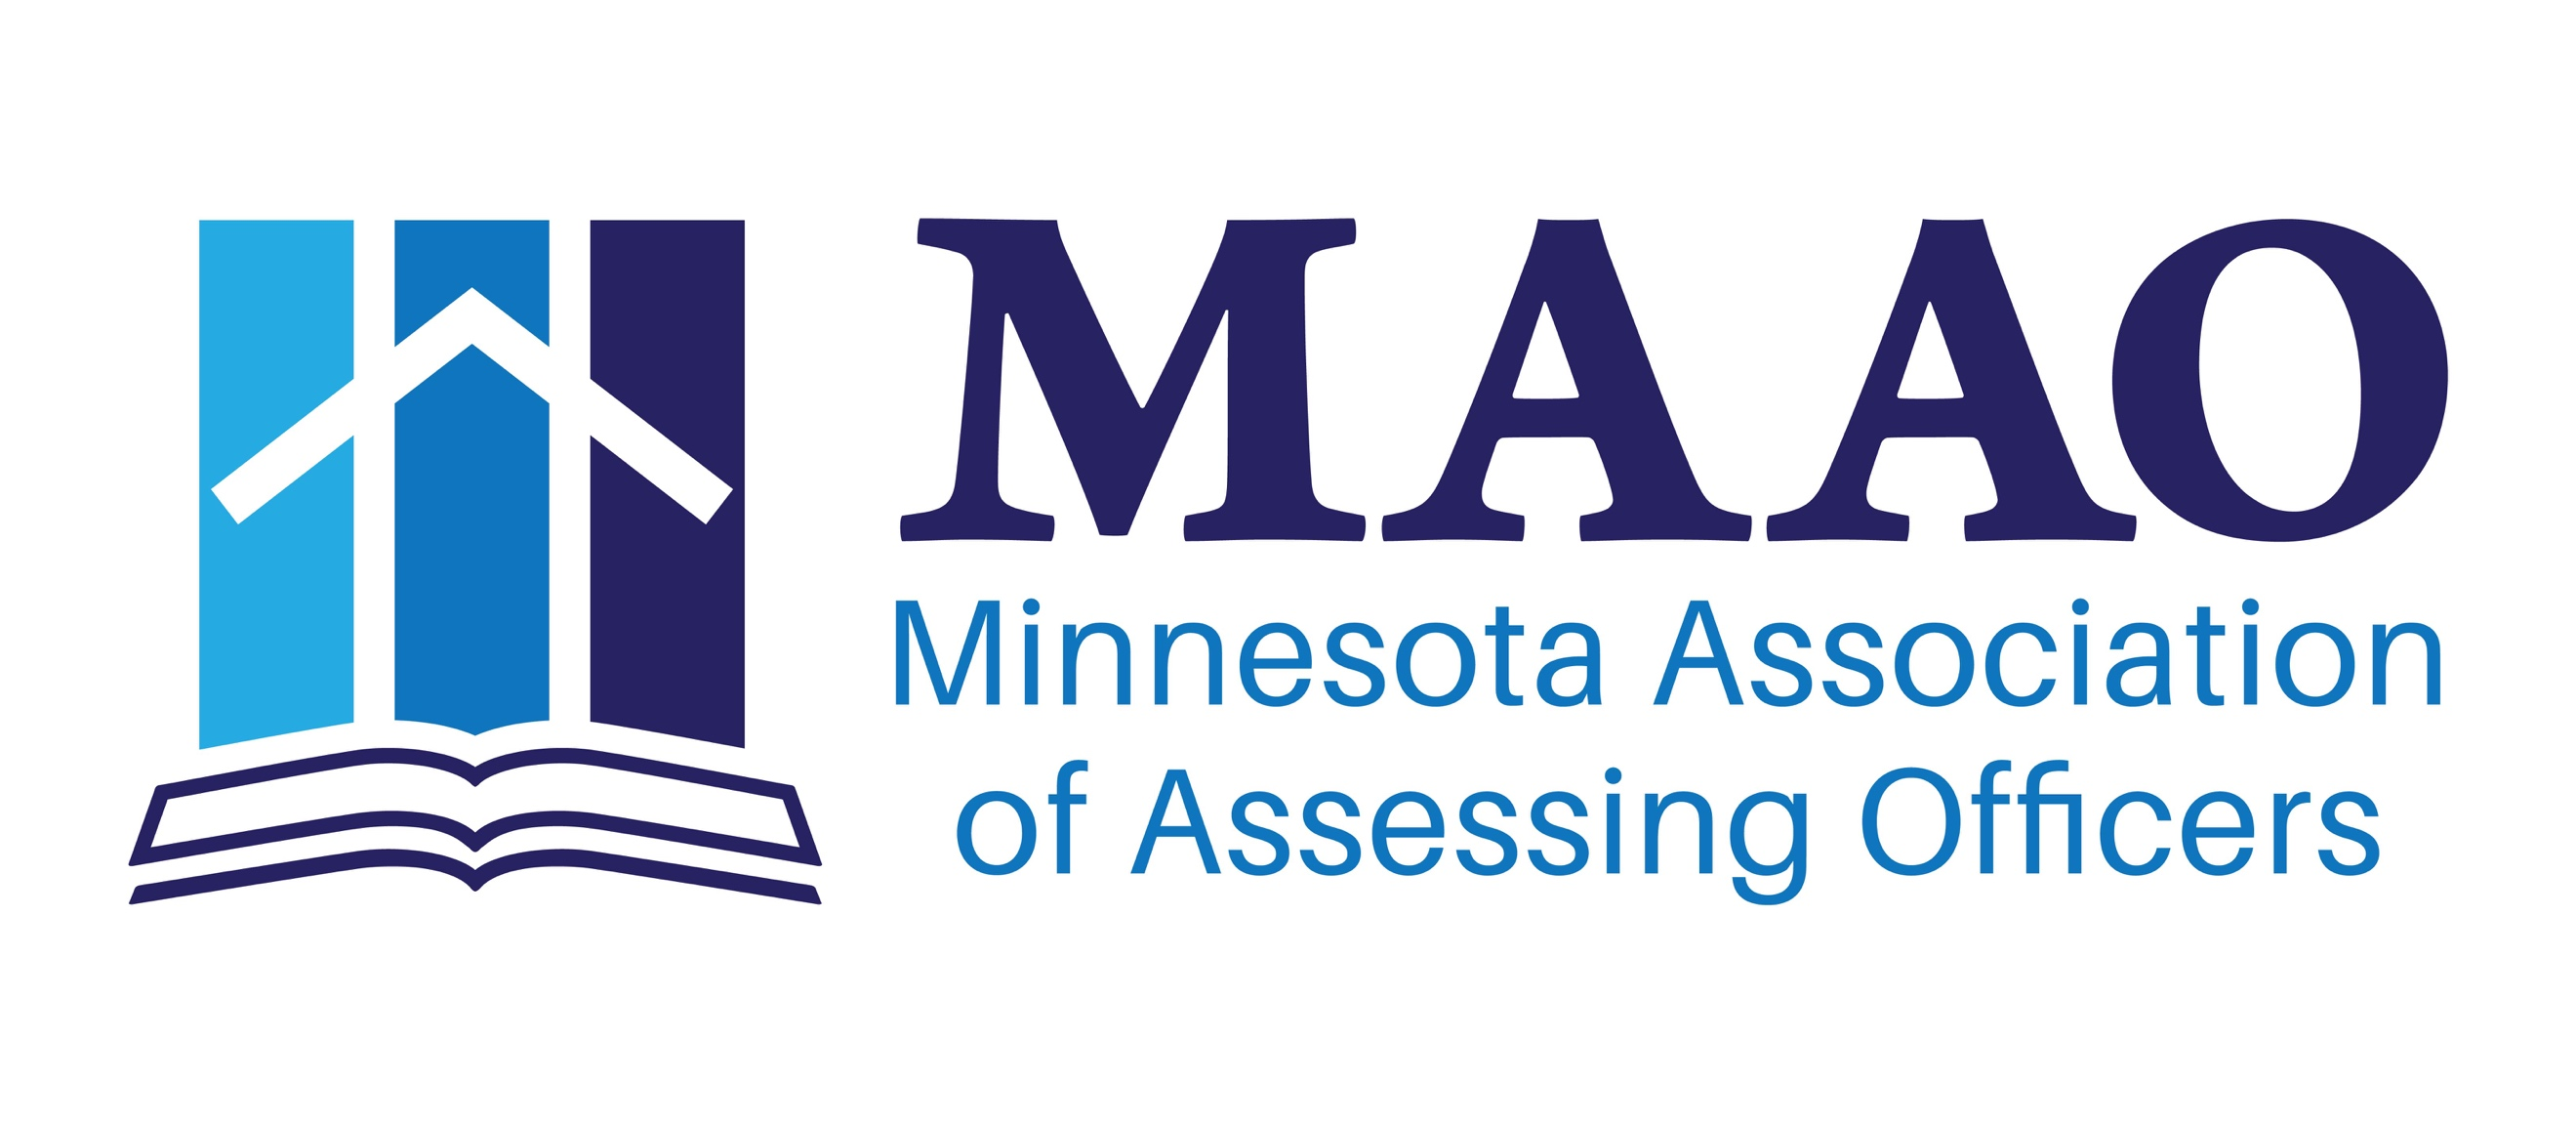 MAAO
Minnesota Association
of Assessing Officers